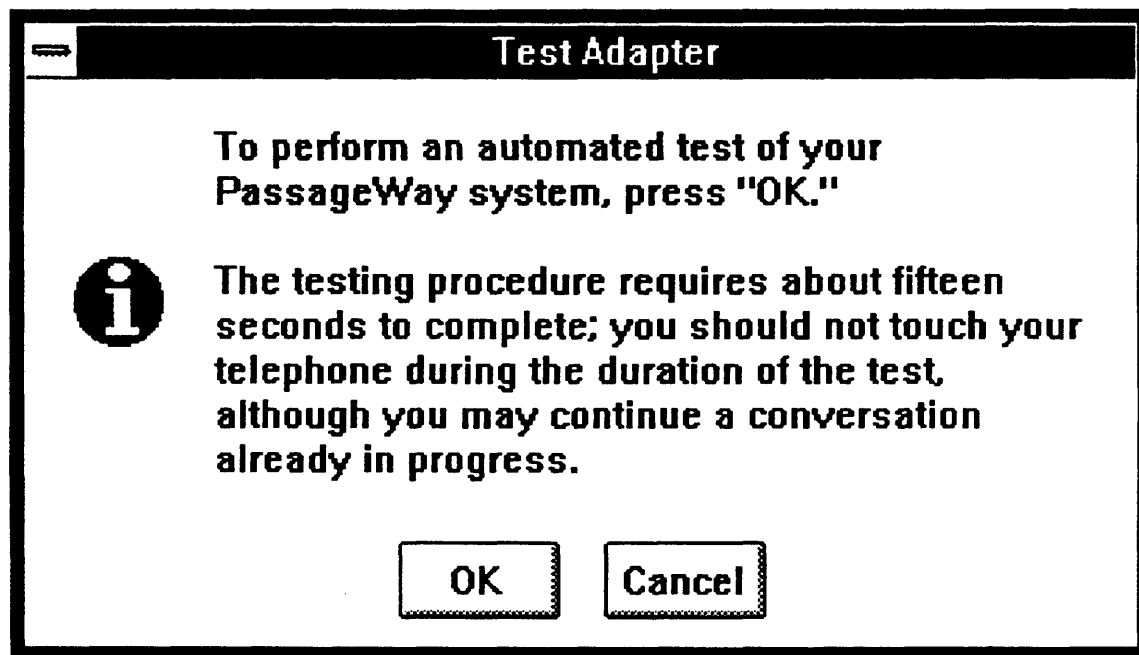 Test Adapter
To perform an automated test of your
PassageWay system, press "OK."
The testing procedure requires about fifteen
seconds to complete; you should not touch your
telephone during the duration of the test,
although you may continue a conversation
already in progress.
OK Cancel